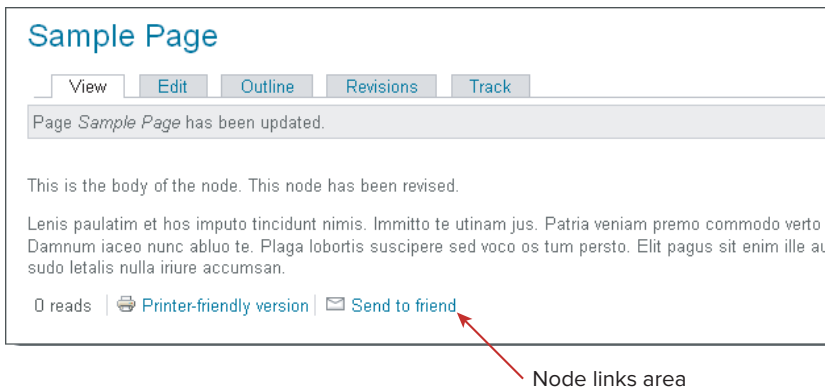 Sample Page
View Edit Outline Revisions Track
Page Sample Page has been updated.
This is the body of the node. This node has been revised.
Lenis paulatim et hos imputo tincidunt nimis. Immitto te utinam jus. Patria veniam premo commodo verto
Damnum iaceo nunc abluo te. Plaga lobortis suscipere sed voco os tum persto. Elit pagus sit enim ille
sudo letalis nulla iriure accumsan.
0 reads Printer-friendly version Send to friend
Node links area